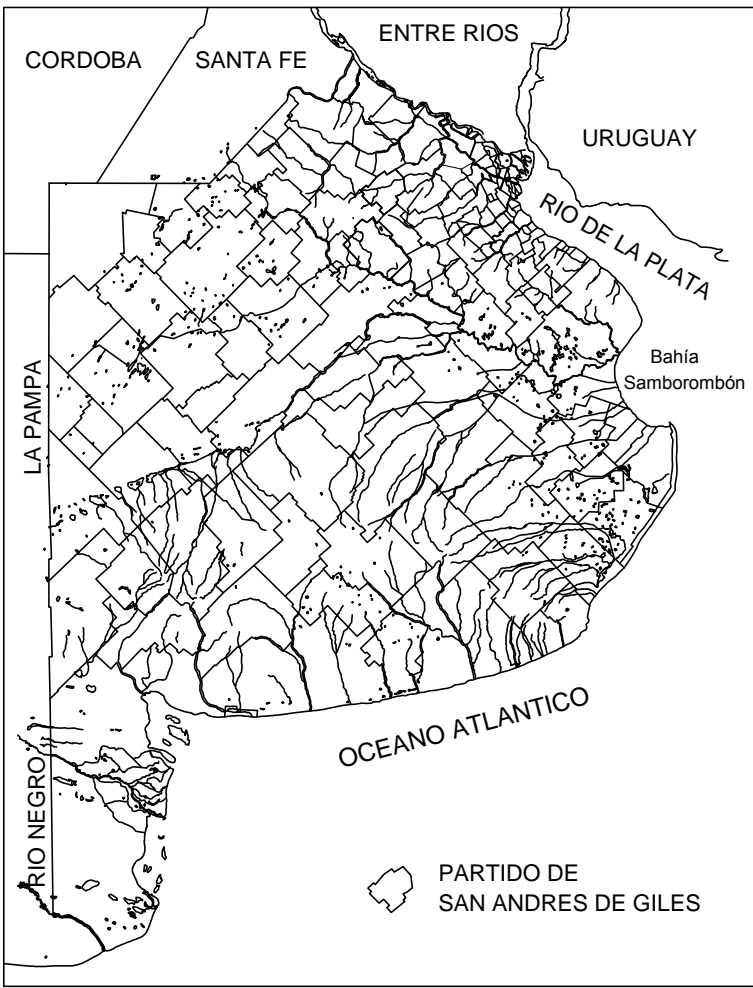 ENTRE RIOS
CORDOBA
SANTA FE
URUGUAY
RIO DE LA PLATA
Bahía
Samborombón
LA PAMPA
OCEANO ATLANTICO
RIO NEGRO
PARTIDO DE
SAN ANDRES DE GILES